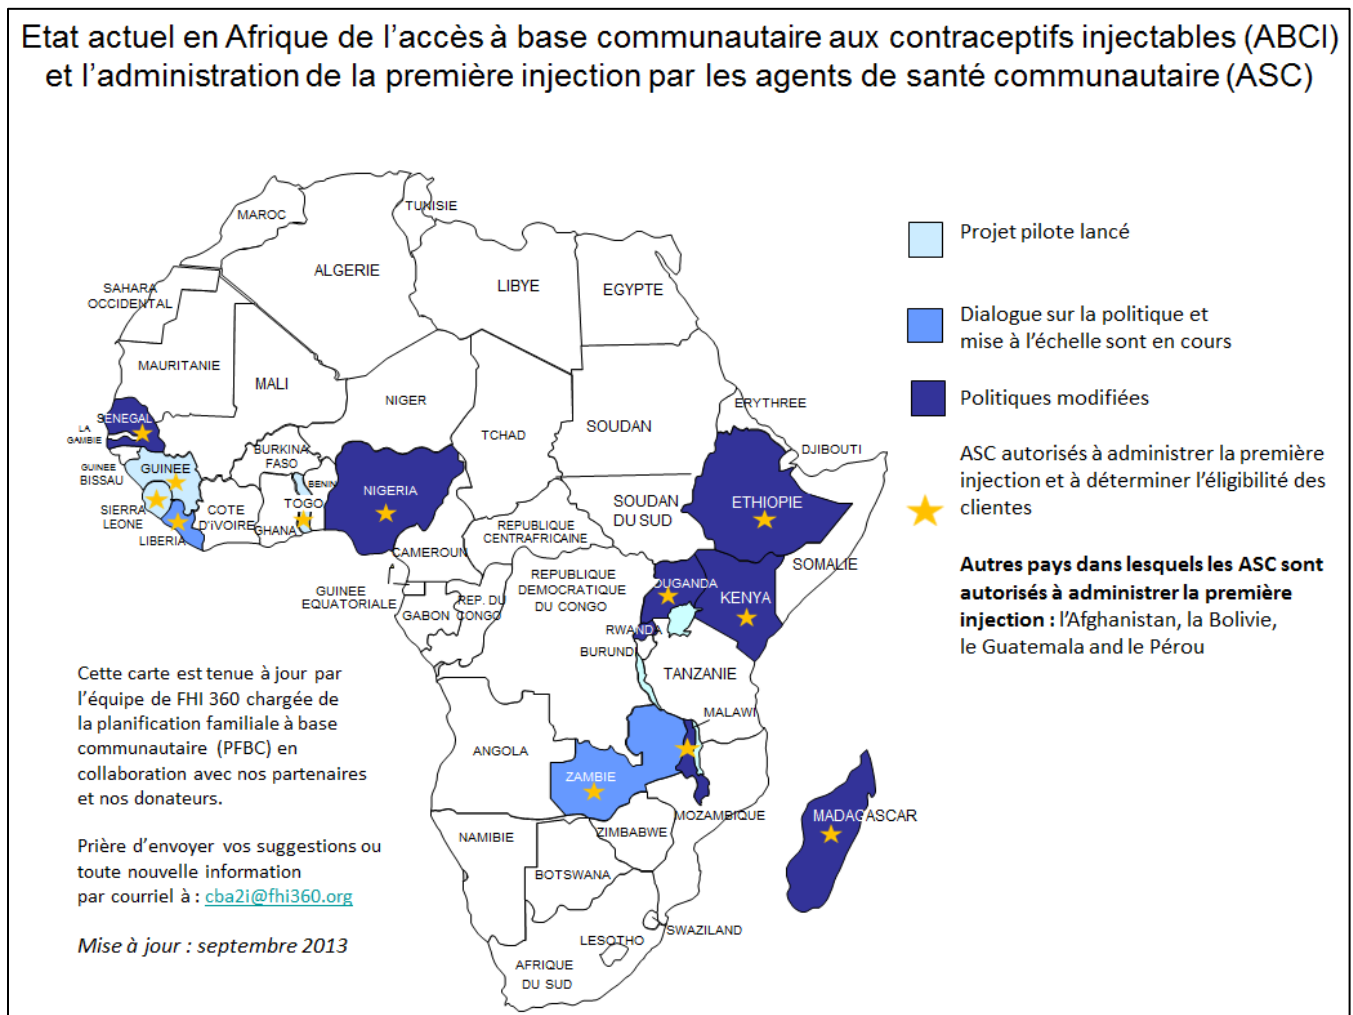 Etat actuel en Afrique de l’accès à base communautaire aux contraceptifs injectables (ABCI)
et l’administration de la première injection par les agents de santé communautaire (ASC)
MAROC
TUNISIE
ALGERIE
LIBYE
EGYPTE
SAHARA
OCCIDENTAL
MAURITANIE
MALI
NIGER
TCHAD
SOUDAN
ERYTHREE
DJIBOUTI
SENEGAL
LA
GAMBIE
GUINEE
BISSAU
GUINEE
SIERRA
LEONE
LIBERIA
COTE
D'iVOIRE
BURKINA
FASO
GHANA
TOGO
BENIN
NIGERIA
CAMEROUN
REPUBLIQUE
CENTRAFRICAINE
SOUDAN
DU SUD
ETHIOPIE
SOMALIE
GUINEE
EQUATORIALE
GABON
REP. DU
CONGO
REPUBLIQUE
DEMOCRATIQUE
DU CONGO
OUGANDA
KENYA
RWANDA
BURUNDI
TANZANIE
MALAWI
ANGOLA
ZAMBIE
MOZAMBIQUE
MADAGASCAR
NAMIBIE
ZIMBABWE
BOTSWANA
SWAZILAND
LESOTHO
AFRIQUE
DU SUD
Projet pilote lancé
Dialogue sur la politique et
mise à l’échelle sont en cours
Politiques modifiées
ASC autorisés à administrer la première
injection et à déterminer l’éligibilité des
clientes
Autres pays dans lesquels les ASC sont
autorisés à administrer la première
injection : l’Afghanistan, la Bolivie,
le Guatemala and le Pérou
Cette carte est tenue à jour par
l’équipe de FHI 360 chargée de
la planification familiale à base
communautaire (PFBC) en
collaboration avec nos partenaires
et nos donateurs.
Prière d’envoyer vos suggestions ou
toute nouvelle information
par courriel à : cba2i@fhi360.org
Mise à jour : septembre 2013